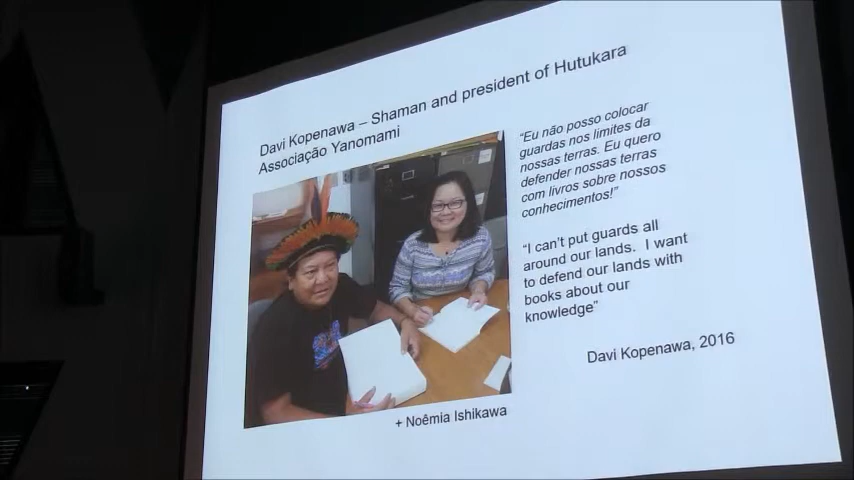 Davi Kopenawa – Shaman and president of Hutukara
Associação Yanomami
“Eu não posso colocar
guardas nos limites da
nossas terras. Eu quero
defender nossas terras
com livros sobre nossos
conhecimentos!”
“I can’t put guards all
around our lands.  I want
to defend our lands with
books about our
knowledge”
Davi Kopenawa, 2016
+ Noêmia Ishikawa